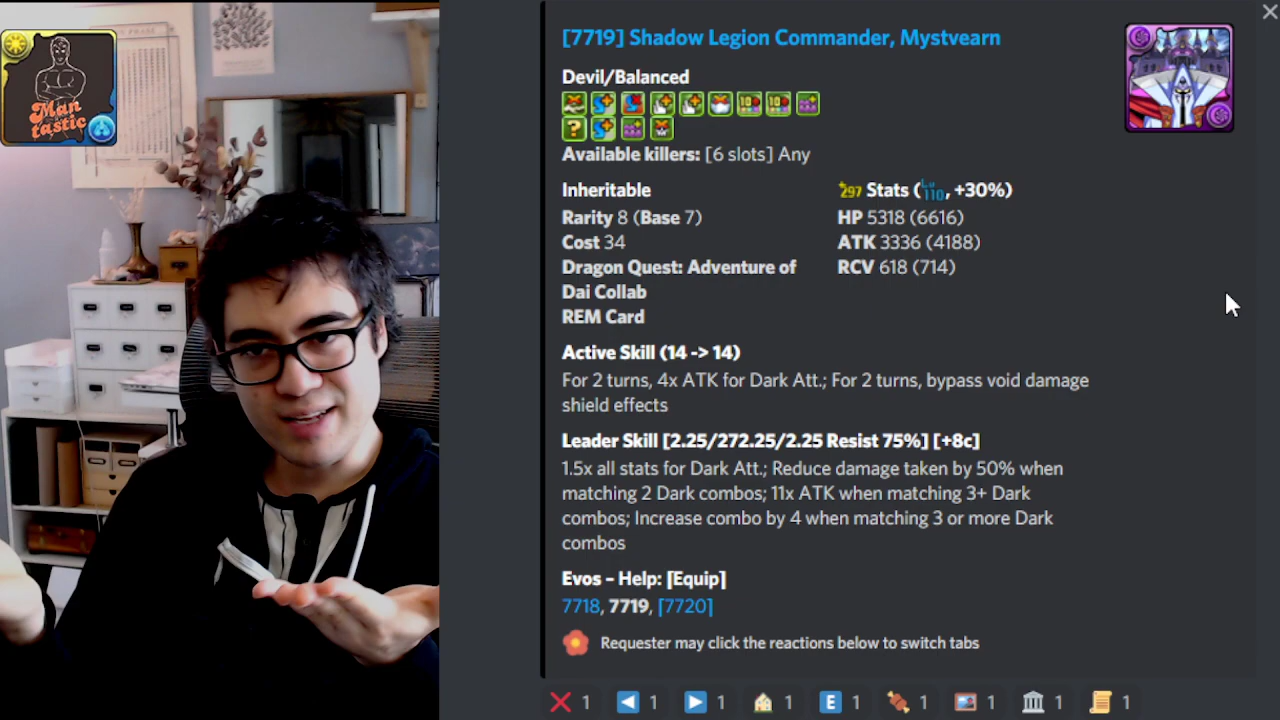 Man
tastic
[7719] Shadow Legion Commander, Mystvearn
Devil/Balanced
Available killers: [6 slots] Any
Inheritable
Rarity 8 (Base 7)
Cost 34
Dragon Quest: Adventure of
Dai Collab
REM Card
+297 Stats (Lv 110, +30%)
HP 5318 (6616)
ATK 3336 (4188)
RCV 618 (714)
Active Skill (14 -> 14)
For 2 turns, 4x ATK for Dark Att.; For 2 turns, bypass void damage
shield effects
Leader Skill [2.25/272.25/2.25 Resist 75%] [+8c]
1.5x all stats for Dark Att.; Reduce damage taken by 50% when
matching 2 Dark combos; 11x ATK when matching 3+ Dark
combos; Increase combo by 4 when matching 3 or more Dark
combos
Evos – Help: [Equip]
7718, 7719, [7720]
Requester may click the reactions below to switch tabs
1 1 1 1 E 1 1 1 1 1